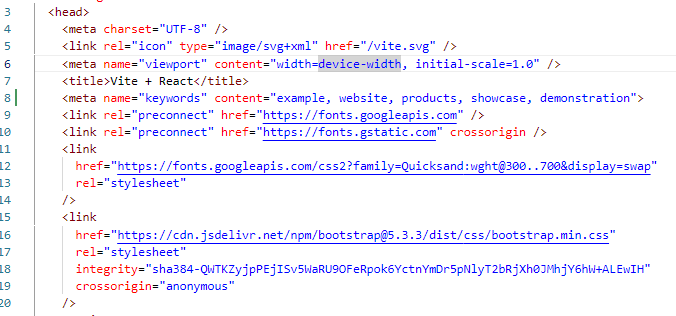 3 <head>
4 <meta charset="UTF-8" />
5 <link rel="icon" type="image/svg+xml" href="/vite.svg" />
6 <meta name="viewport" content="width=device-width, initial-scale=1.0" />
7 <title>Vite + React</title>
8 <meta name="keywords" content="example, website, products, showcase, demonstration">
9 <link rel="preconnect" href="https://fonts.googleapis.com" />
10 <link rel="preconnect" href="https://fonts.gstatic.com" crossorigin />
11 <link
12 href="https://fonts.googleapis.com/css2?family=Quicksand:wght@300..700&display=swap"
13 rel="stylesheet"
14 />
15 <link
16 href="https://cdn.jsdelivr.net/npm/bootstrap@5.3.3/dist/css/bootstrap.min.css"
17 rel="stylesheet"
18 integrity="sha384-QWTKZyjpPEjISv5WaRU9OFeRpok6YctnYmDr5pNlyT2bRjXh0JMhjY6hW+ALEwIH"
19 crossorigin="anonymous"
20 />